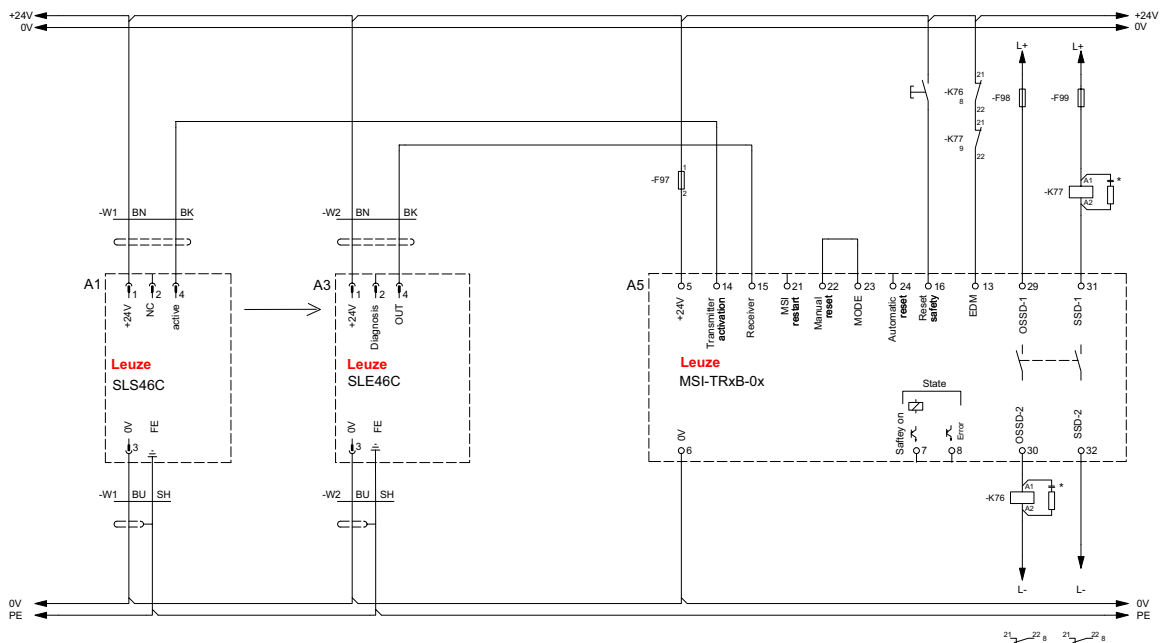 +24V
0V
+24V
0V
L+
L+
21
-K76
8
22
-F98
-F99
21
-K77
9
22
1
-F97
2
A1
*
-K77
A2
-W1 BN BK
-W2 BN BK
A1
1 2 4
+24V
NC
active
Leuze
SLS46C
0V
FE
3
A3
1 2 4
+24V
Diagnosis
OUT
Leuze
SLE46C
0V
FE
3
A5
5 14 15 21 22 23 24 16 13 29 31
+24V
Transmitter
activation
Receiver
MSI
restart
Manual
reset
MODE
Automatic
reset
Reset
safety
EDM
OSSD-1
SSD-1
Leuze
MSI-TRxB-0x
State
Saftey on
Error
OSSD-2
SSD-2
0V
6 7 8 30 32
-W1 BU SH
-W2 BU SH
A1
*
-K76
A2
L-
L-
0V
PE
0V
PE
21 22 8
21 22 8